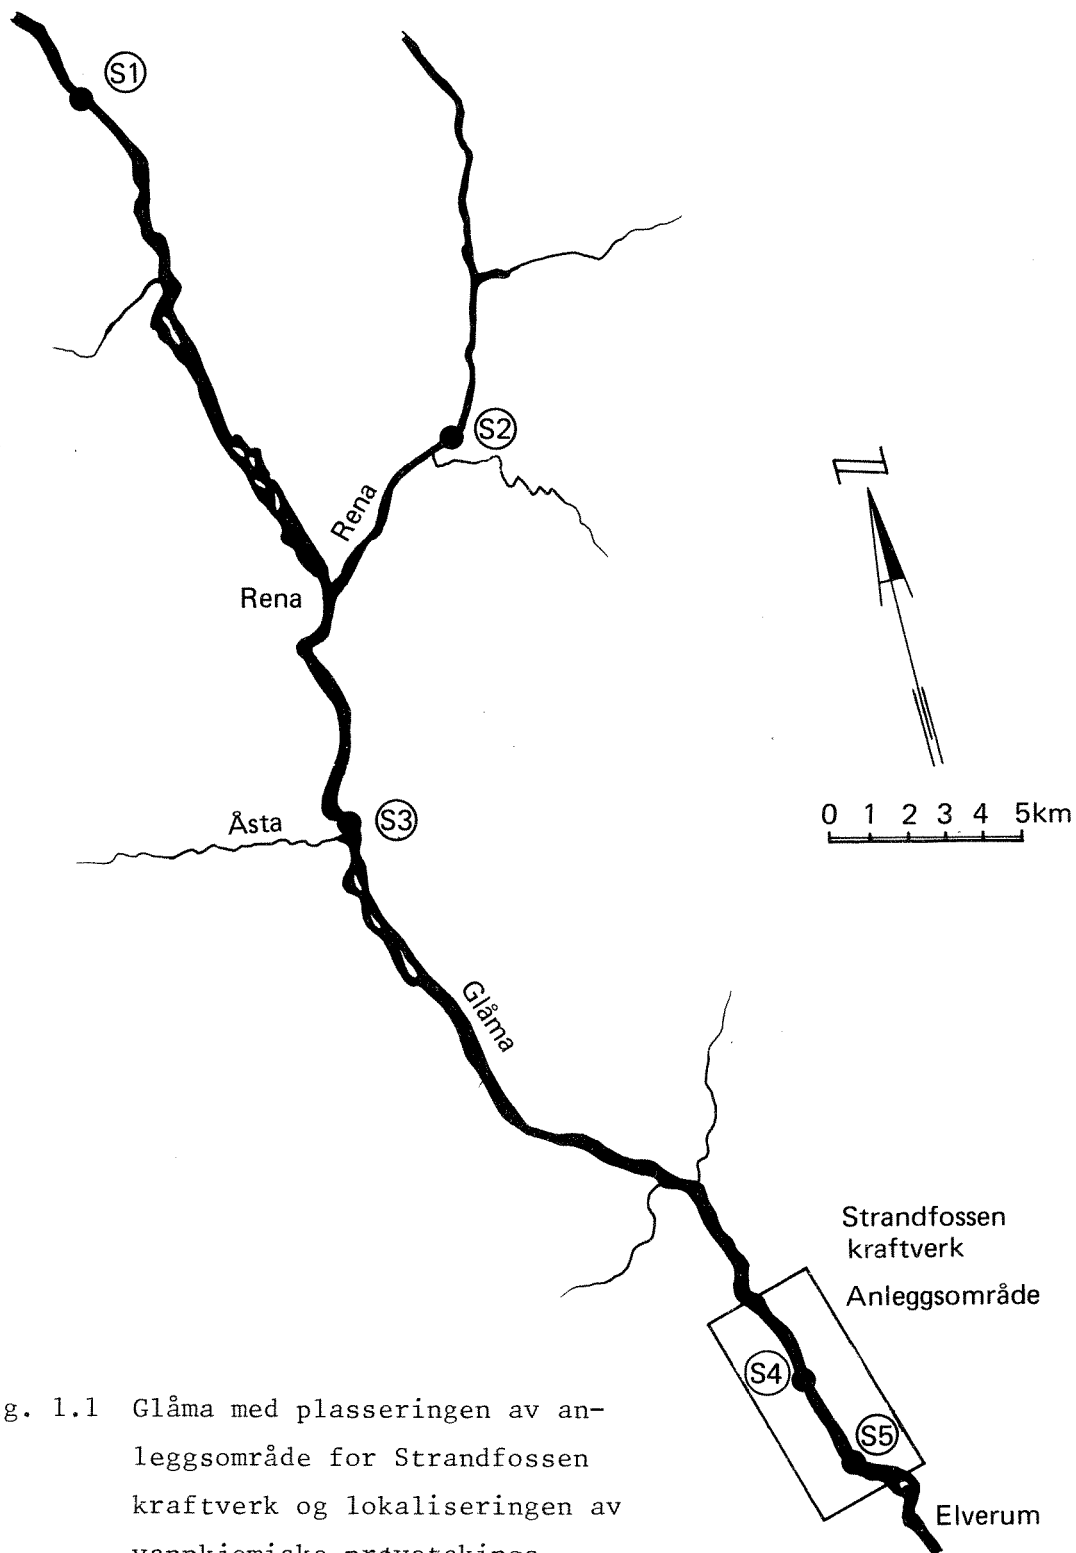 S1
S2
Rena
Rena
N
Åsta
S3
0 1 2 3 4 5km
Glåma
Strandfossen
kraftverk
Anleggsområde
S4
S5
Elverum
g. 1.1 Glåma med plasseringen av an-
leggsområde for Strandfossen
kraftverk og lokaliseringen av